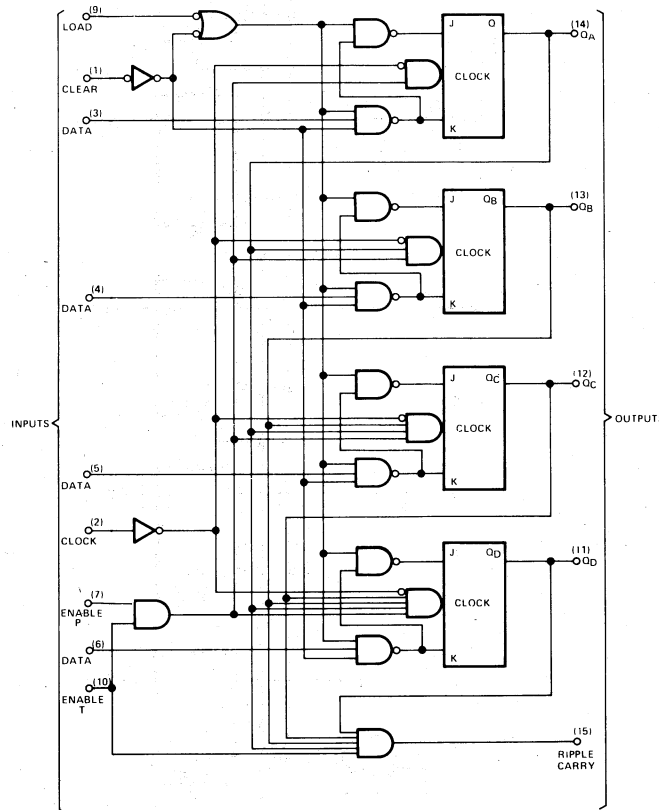 (9)
LOAD
(1)
CLEAR
(3)
DATA
J
O
CLOCK
K
(14)
QA
J
QB
CLOCK
K
(13)
QB
(4)
DATA
J
QC
CLOCK
K
(12)
QC
INPUTS
OUTPUTS
(5)
DATA
(2)
CLOCK
(7)
ENABLE
P
(6)
DATA
(10)
ENABLE
T
J
QD
CLOCK
K
(11)
QD
(15)
RIPPLE
CARRY